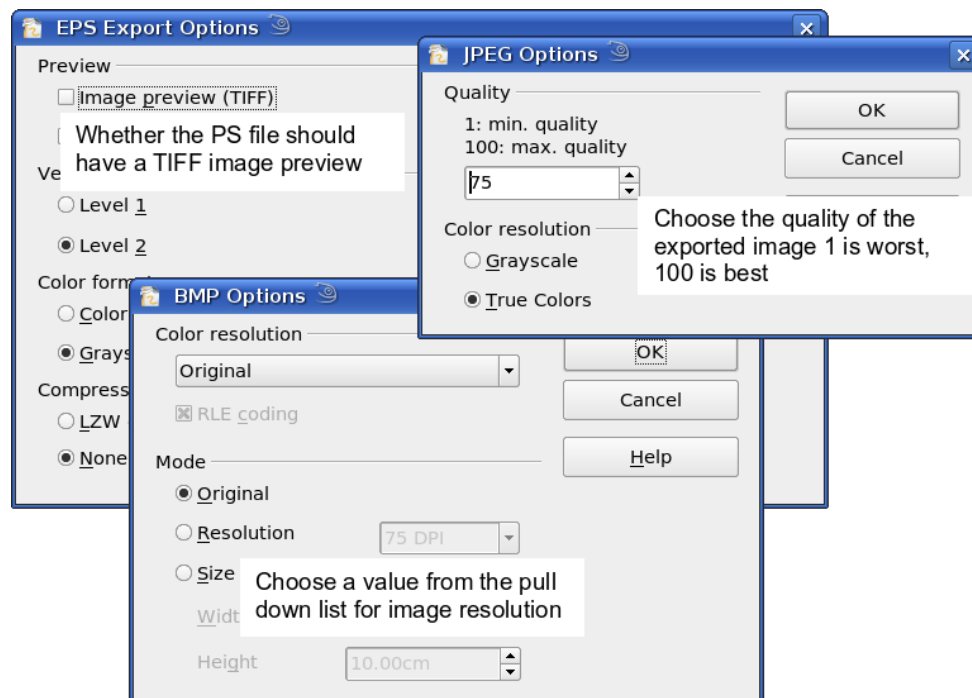 EPS Export Options
Preview
Image preview (TIFF)
Whether the PS file should
have a TIFF image preview
Level 1
Level 2
Color
None
LZW
JPEG Options
Quality
1: min. quality
100: max. quality
75
OK
Cancel
Choose the quality of the
exported image 1 is worst,
100 is best
Color resolution
Grayscale
True Colors
BMP Options
Color resolution
Original
RLE coding
OK
Cancel
Help
Mode
Original
Resolution
75 DPI
Size
Choose a value from the pull
down list for image resolution
Height
10.00cm